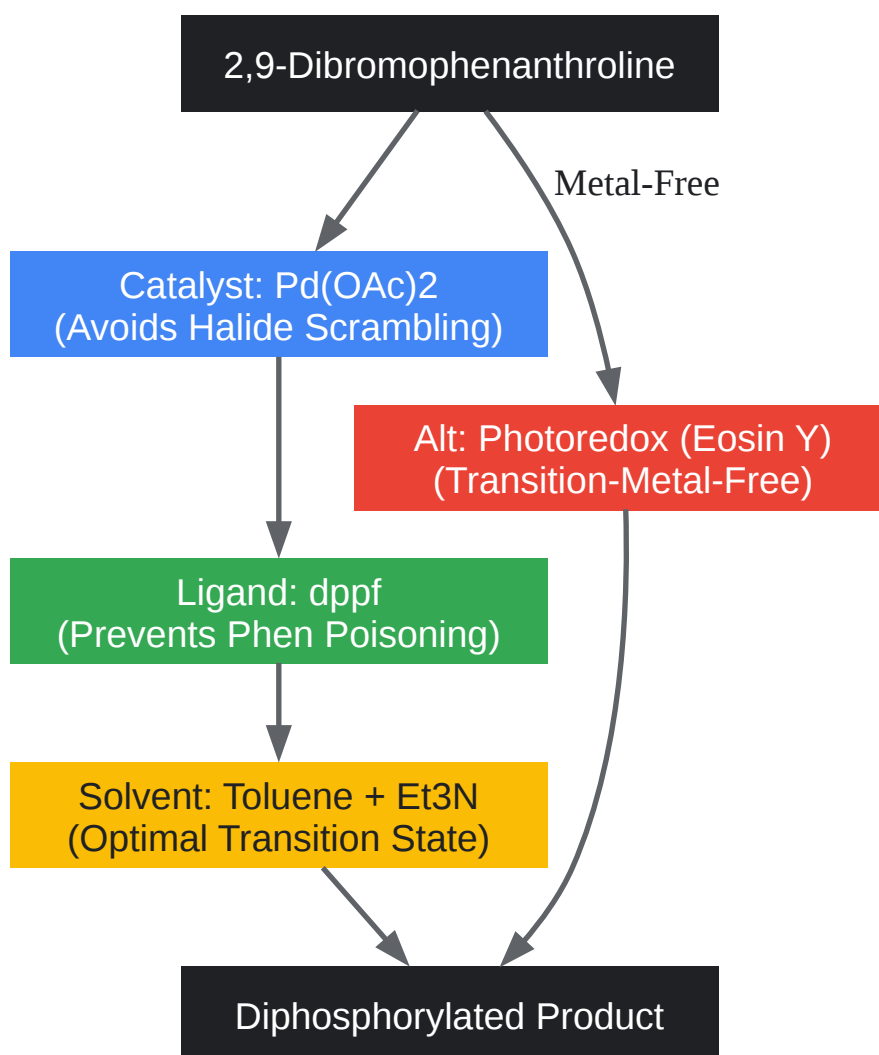 2,9-Dibromophenanthroline
Metal-Free
Catalyst: Pd(OAc)2
(Avoids Halide Scrambling)
Alt: Photoredox (Eosin Y)
(Transition-Metal-Free)
Ligand: dppf
(Prevents Phen Poisoning)
Solvent: Toluene + Et3N
(Optimal Transition State)
Diphosphorylated Product